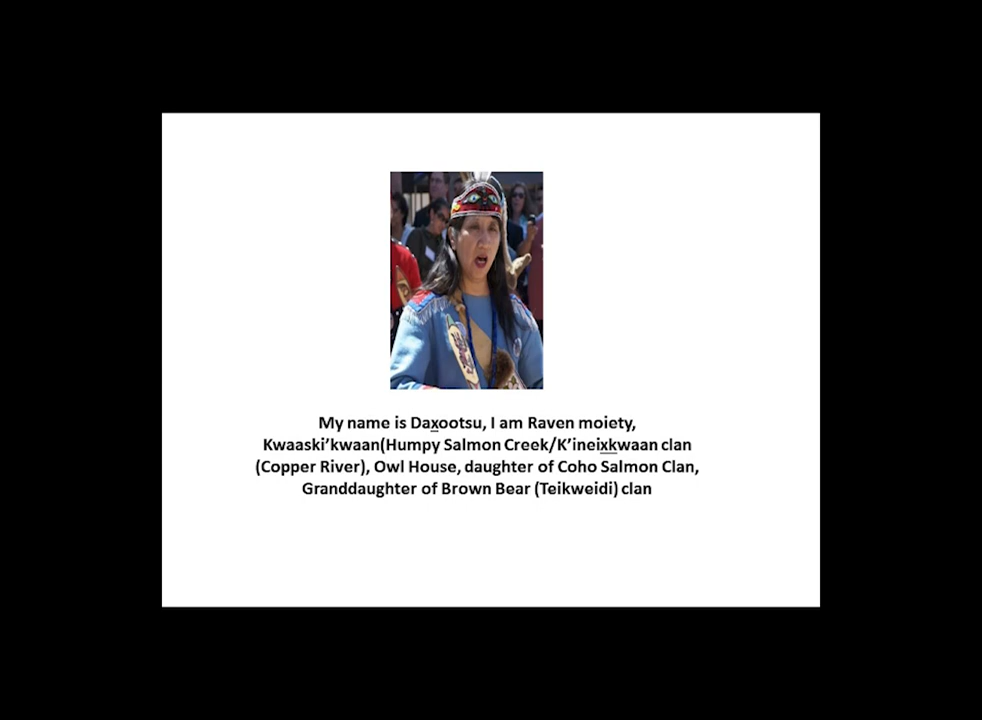 My name is Dax̲ootsu, I am Raven moiety,
Kwaaski’kwaan(Humpy Salmon Creek/K’ineix̲k̲waan clan
(Copper River), Owl House, daughter of Coho Salmon Clan,
Granddaughter of Brown Bear (Teikweidi) clan